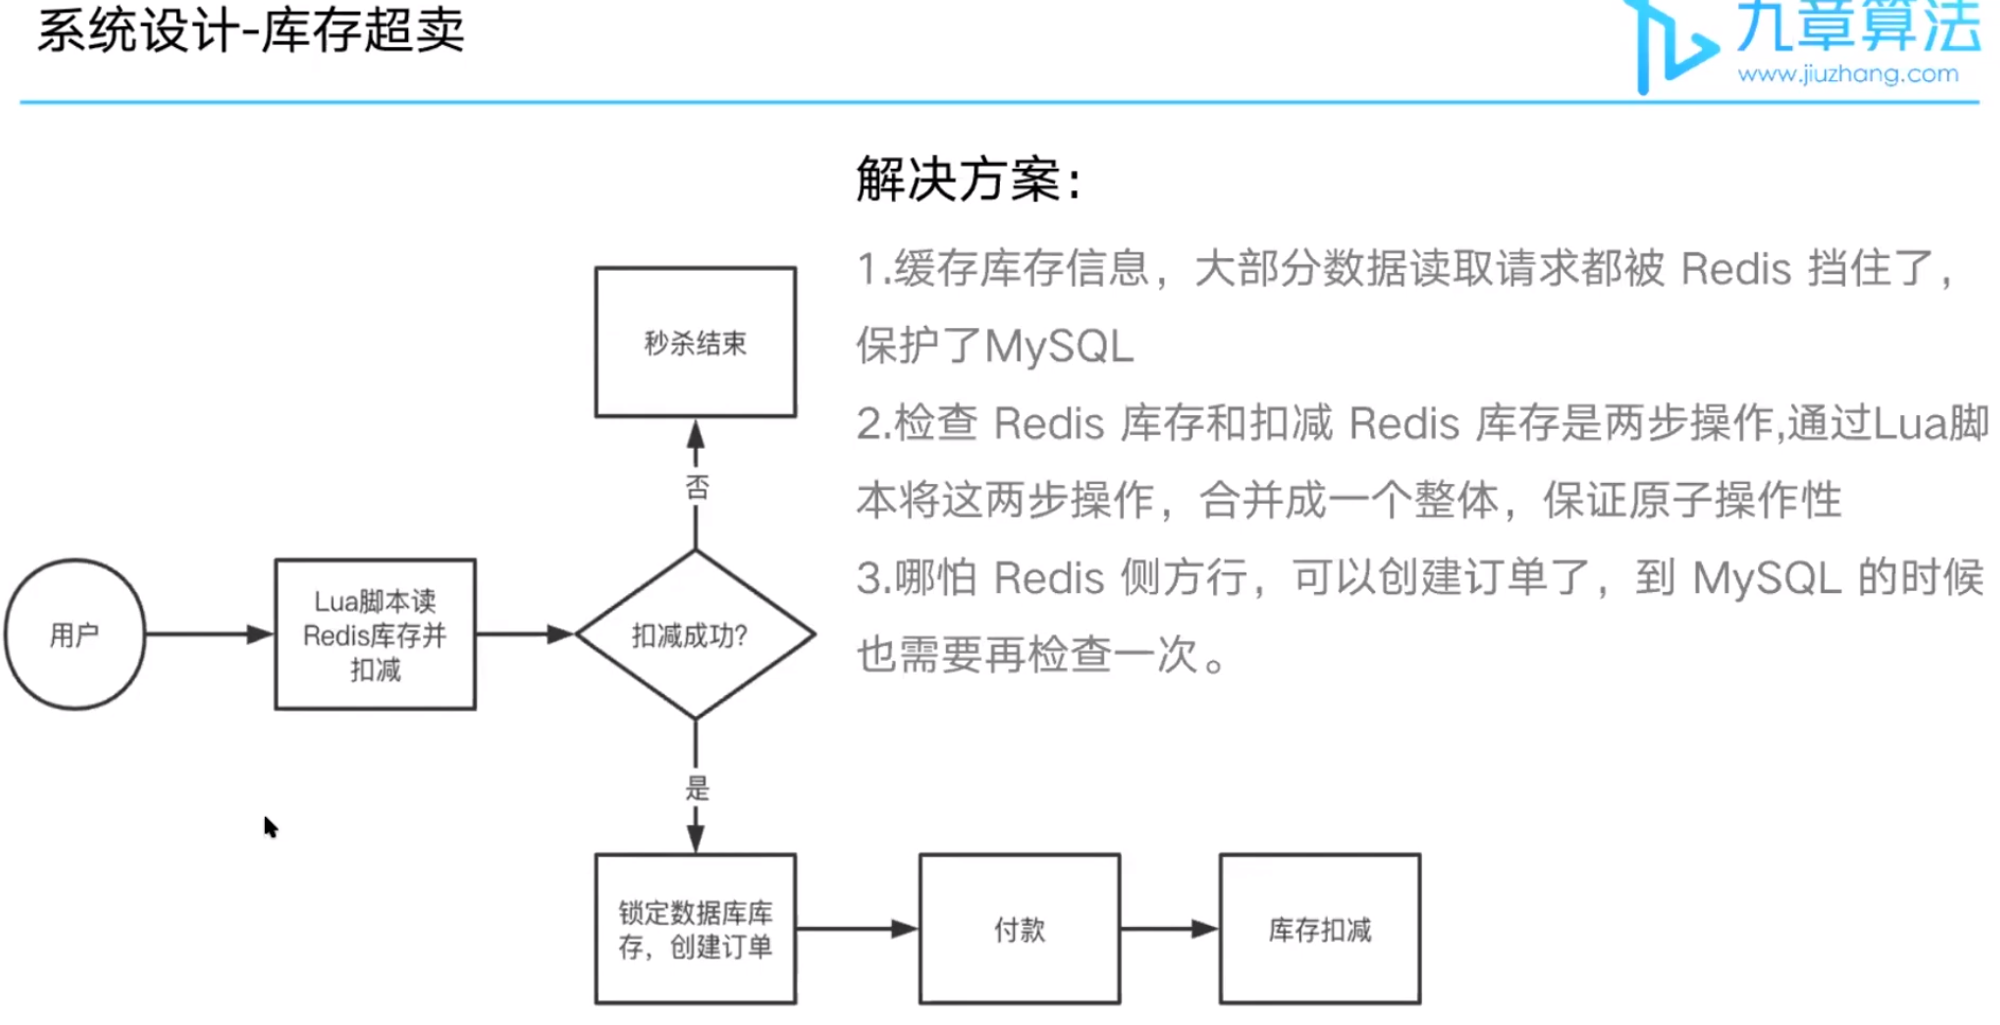 系统设计-库存超卖
九章算法
www.jiuzhang.com
解决方案：
1.缓存库存信息，大部分数据读取请求都被 Redis 挡住了，
保护了MySQL
2.检查 Redis 库存和扣减 Redis 库存是两步操作,通过Lua脚
本将这两步操作，合并成一个整体，保证原子操作性
3.哪怕 Redis 侧方行，可以创建订单了，到 MySQL 的时候
也需要再检查一次。
秒杀结束
否
用户
Lua脚本读
Redis库存并
扣减
扣减成功?
是
锁定数据库库
存，创建订单
付款
库存扣减